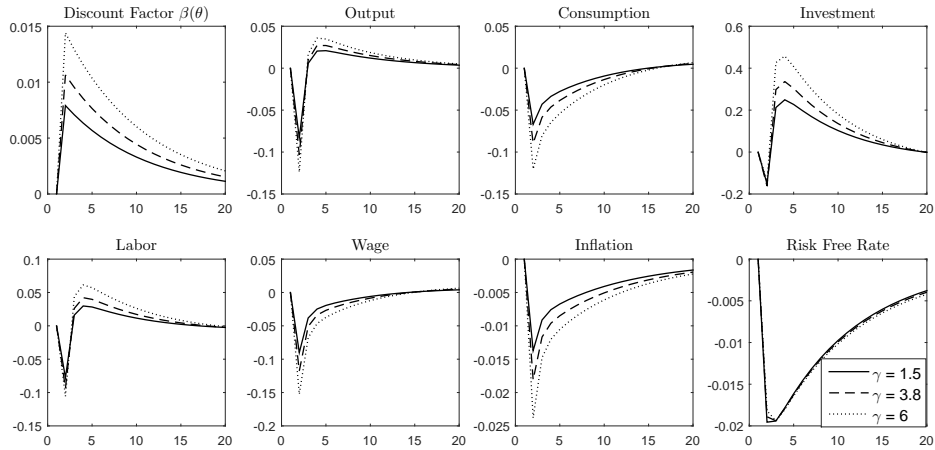 Discount Factor β(θ)
0.015
0.01
0.005
0
0 5 10 15 20
Output
0.05
0
-0.05
-0.1
-0.15
0 5 10 15 20
Consumption
0.05
0
-0.05
-0.1
-0.15
0 5 10 15 20
Investment
0.6
0.4
0.2
0
-0.2
0 5 10 15 20
Labor
0.1
0.05
0
-0.05
-0.1
-0.15
0 5 10 15 20
Wage
0.05
0
-0.05
-0.1
-0.15
-0.2
0 5 10 15 20
Inflation
0
-0.005
-0.01
-0.015
-0.02
-0.025
0 5 10 15 20
Risk Free Rate
0
-0.005
-0.01
-0.015
-0.02
0 5 10 15 20
γ = 1.5
γ = 3.8
γ = 6